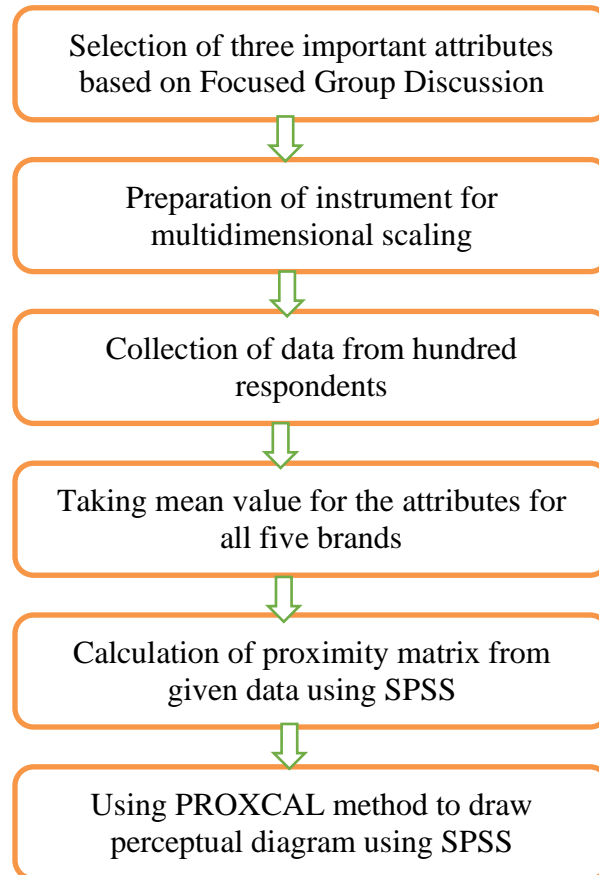 Selection of three important attributes
based on Focused Group Discussion
Preparation of instrument for
multidimensional scaling
Collection of data from hundred
respondents
Taking mean value for the attributes for
all five brands
Calculation of proximity matrix from
given data using SPSS
Using PROXCAL method to draw
perceptual diagram using SPSS